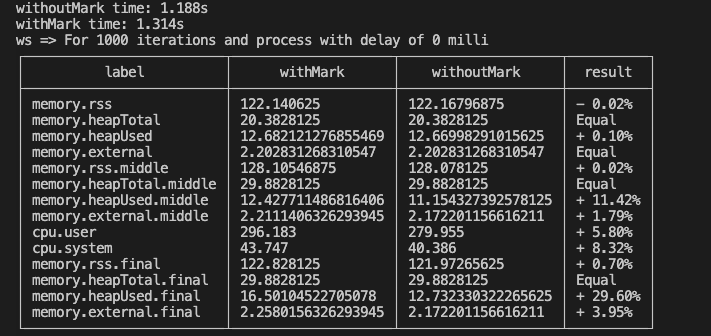 withoutMark time: 1.188s
withMark time: 1.314s
ws => For 1000 iterations and process with delay of 0 milli
label withMark withoutMark result
memory.rss 122.140625 122.16796875 - 0.02%
memory.heapTotal 20.3828125 20.3828125 Equal
memory.heapUsed 12.682121276855469 12.66998291015625 + 0.10%
memory.external 2.202831268310547 2.202831268310547 Equal
memory.rss.middle 128.10546875 128.078125 + 0.02%
memory.heapTotal.middle 29.8828125 29.8828125 Equal
memory.heapUsed.middle 12.427711486816406 11.154327392578125 + 11.42%
memory.external.middle 2.2111406326293945 2.172201156616211 + 1.79%
cpu.user 296.183 279.955 + 5.80%
cpu.system 43.747 40.386 + 8.32%
memory.rss.final 122.828125 121.97265625 + 0.70%
memory.heapTotal.final 29.8828125 29.8828125 Equal
memory.heapUsed.final 16.50104522705078 12.732330322265625 + 29.60%
memory.external.final 2.2580156326293945 2.172201156616211 + 3.95%